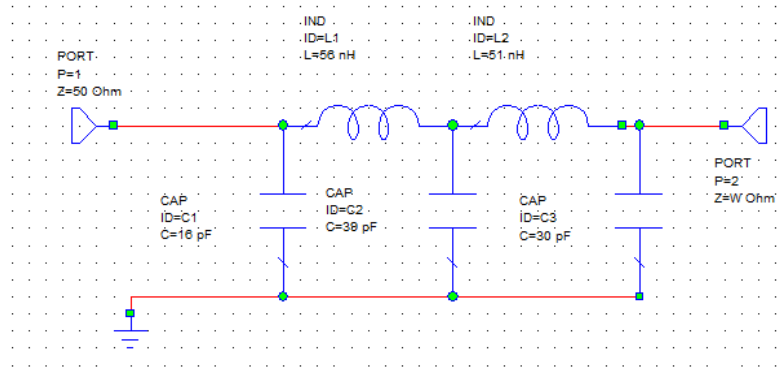 IND
ID=L1
L=56 nH
IND
ID=L2
L=51 nH
PORT
P=1
Z=50 Ohm
PORT
P=2
Z=W Ohm
CAP
ID=C1
C=16 pF
CAP
ID=C2
C=39 pF
CAP
ID=C3
C=30 pF